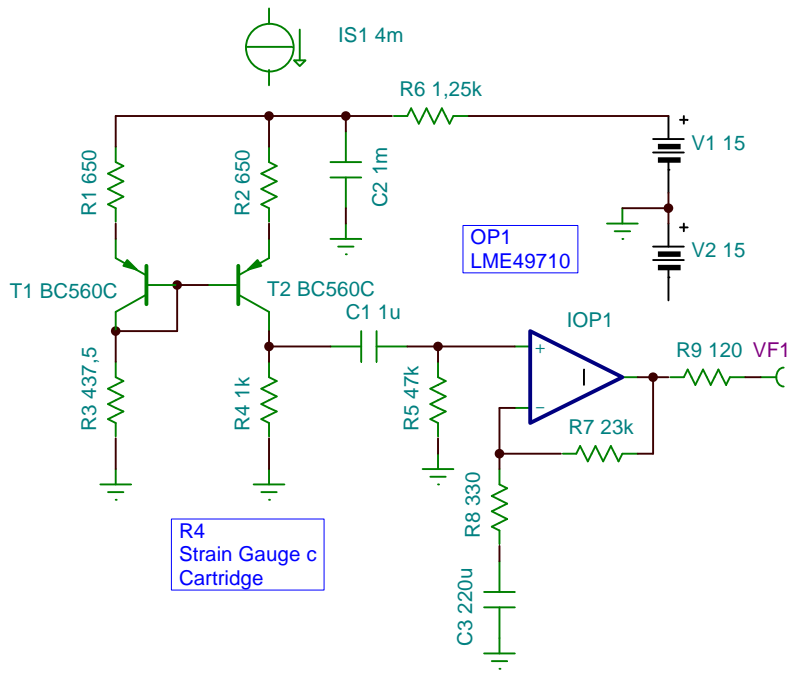 IS1 4m
R6 1,25k
R1 650
R2 650
C2 1m
+
V1 15
OP1
LME49710
+
V2 15
T1 BC560C
T2 BC560C
C1 1u
IOP1
R9 120
VF1
+
R3 437,5
R4 1k
R5 47k
−
R7 23k
R8 330
R4
Strain Gauge c
Cartridge
C3 220u